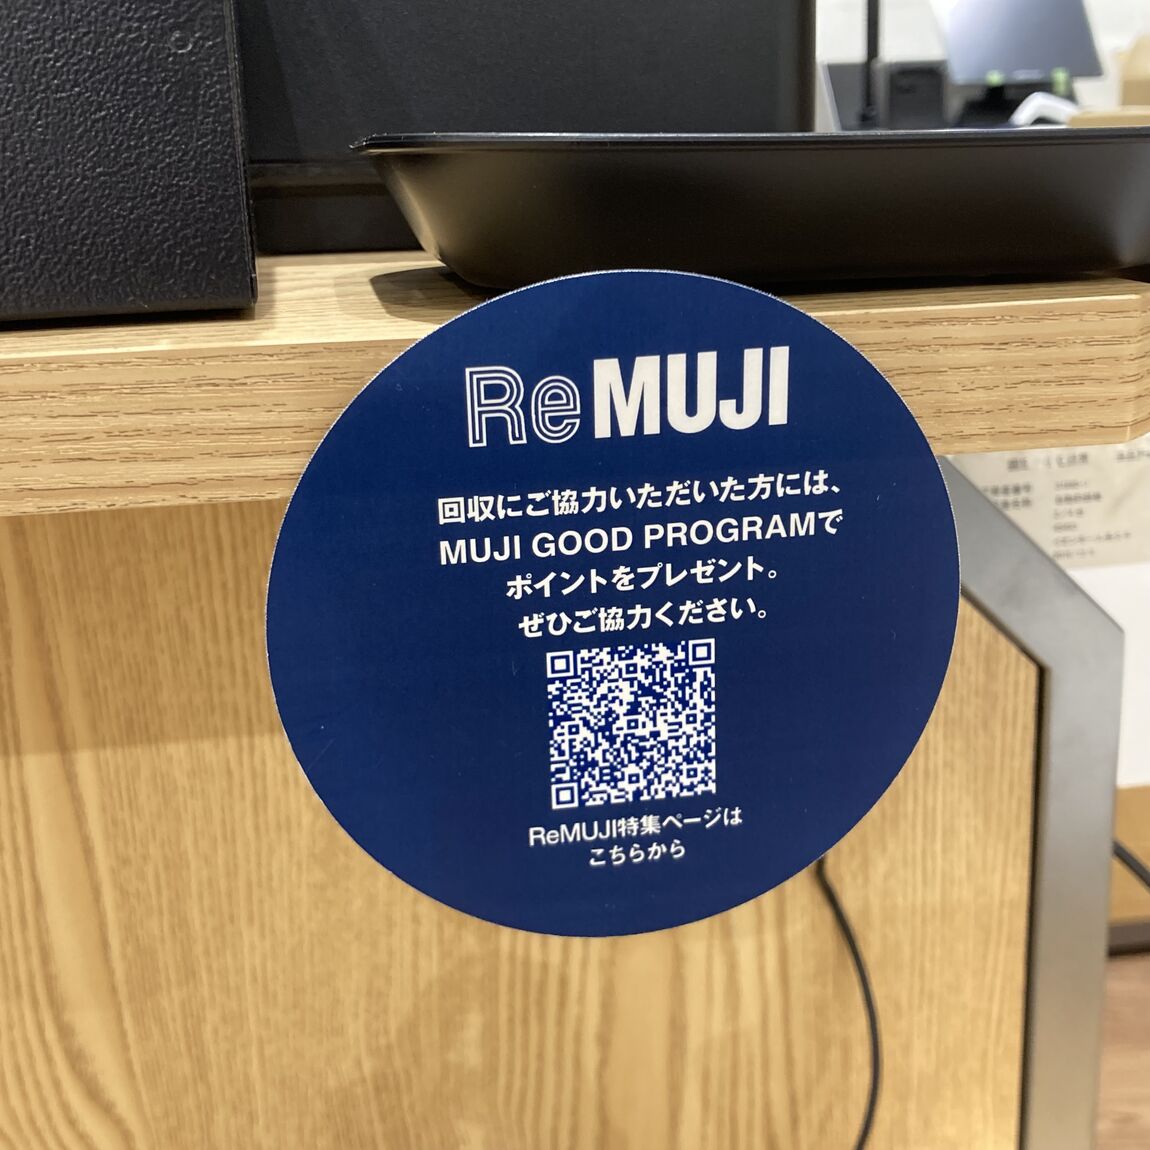 ReMUJI
回収にご協力いただいた方には、
MUJI GOOD PROGRAMで
ポイントをプレゼント。
ぜひご協力ください。
ReMUJI特集ページは
こちらから